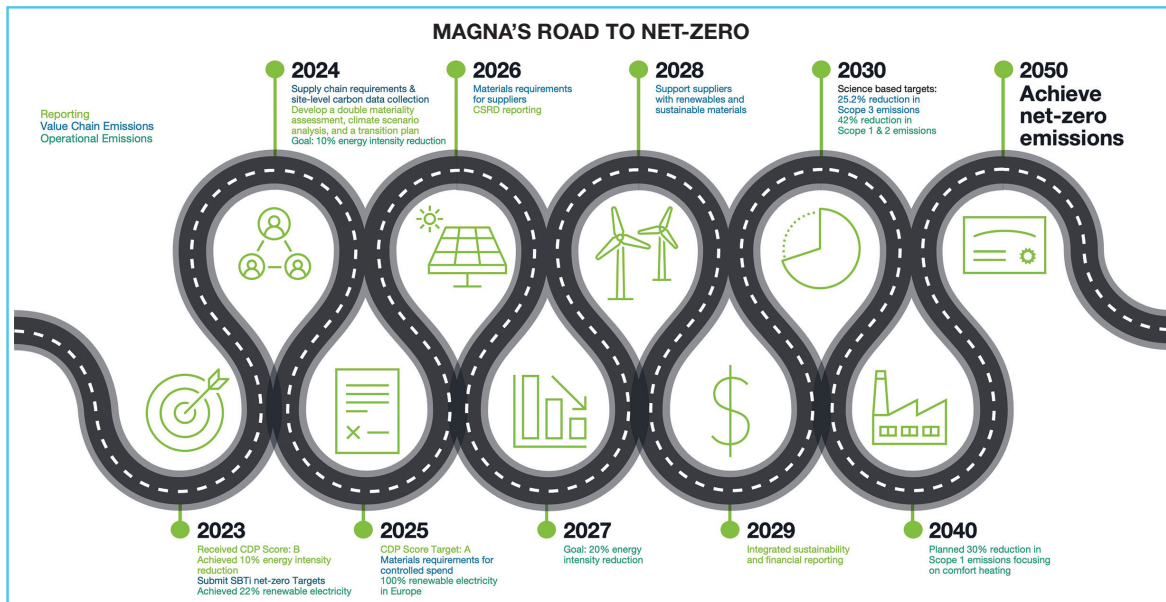 MAGNA'S ROAD TO NET-ZERO
Reporting
Value Chain Emissions
Operational Emissions
2024
Supply chain requirements &
site-level carbon data collection
Develop a double materiality
assessment, climate scenario
analysis, and a transition plan
Goal: 10% energy intensity reduction
2026
Materials requirements
for suppliers
CSRD reporting
2028
Support suppliers
with renewables and
sustainable materials
2030
Science based targets:
25.2% reduction in
Scope 3 emissions
42% reduction in
Scope 1 & 2 emissions
2050
Achieve
net-zero
emissions
2023
Received CDP Score: B
Achieved 10% energy intensity
reduction
Submit SBTi net-zero Targets
Achieved 22% renewable electricity
2025
CDP Score Target: A
Materials requirements for
controlled spend
100% renewable electricity
in Europe
2027
Goal: 20% energy
intensity reduction
2029
Integrated sustainability
and financial reporting
2040
Planned 30% reduction in
Scope 1 emissions focusing
on comfort heating